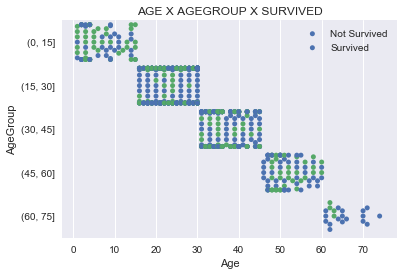 AGE X AGEGROUP X SURVIVED
Not Survived
Survived
(0, 15]
(15, 30]
(30, 45]
(45, 60]
(60, 75]
AgeGroup
0 10 20 30 40 50 60 70
Age